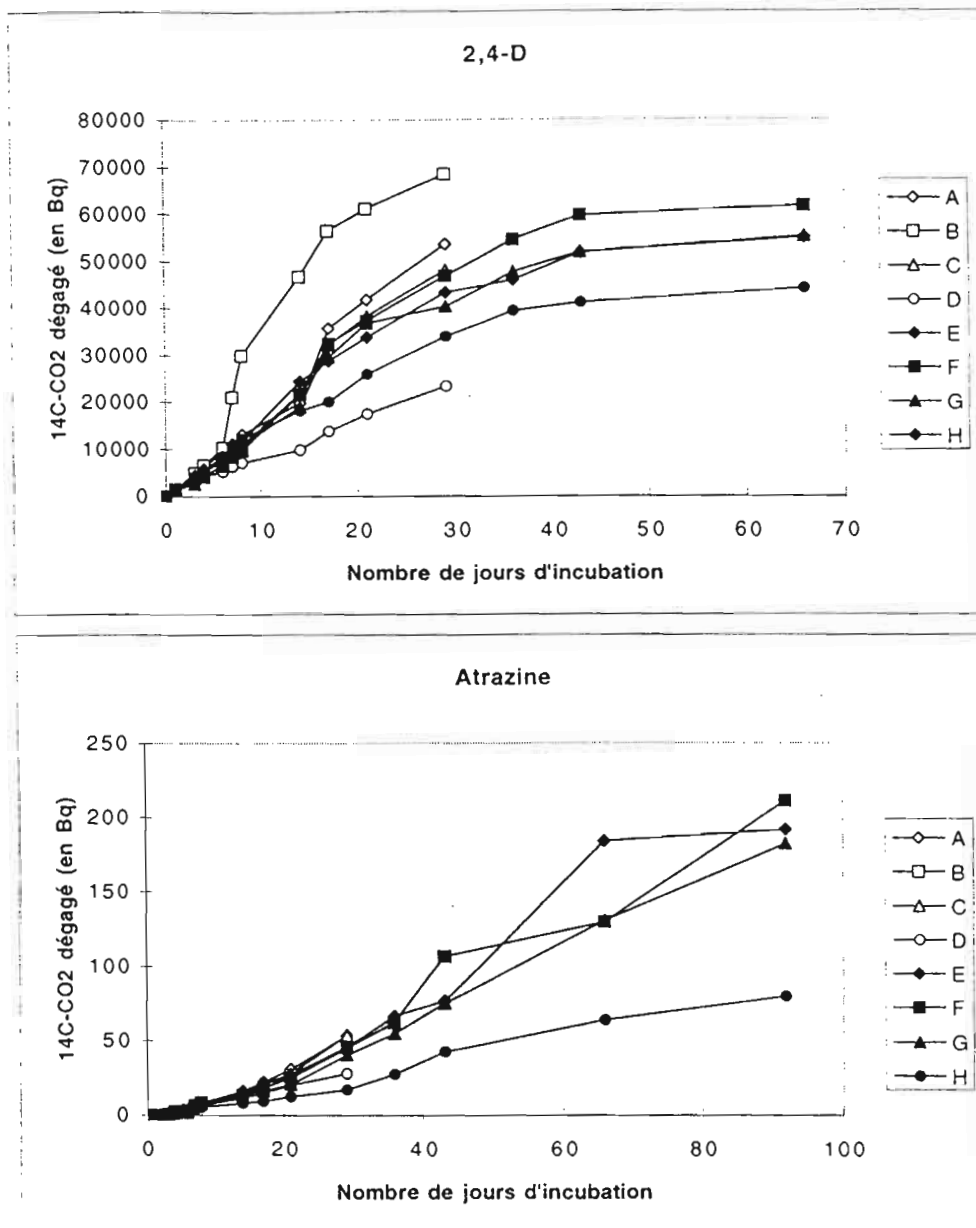 2,4-D
14C-CO2 dégagé (en Bq)
80000
70000
60000
50000
40000
30000
20000
10000
0
0 10 20 30 40 50 60 70
Nombre de jours d'incubation
A
B
C
D
E
F
G
H
Atrazine
14C-CO2 dégagé (en Bq)
250
200
150
100
50
0
0 20 40 60 80 100
Nombre de jours d'incubation
A
B
C
D
E
F
G
H